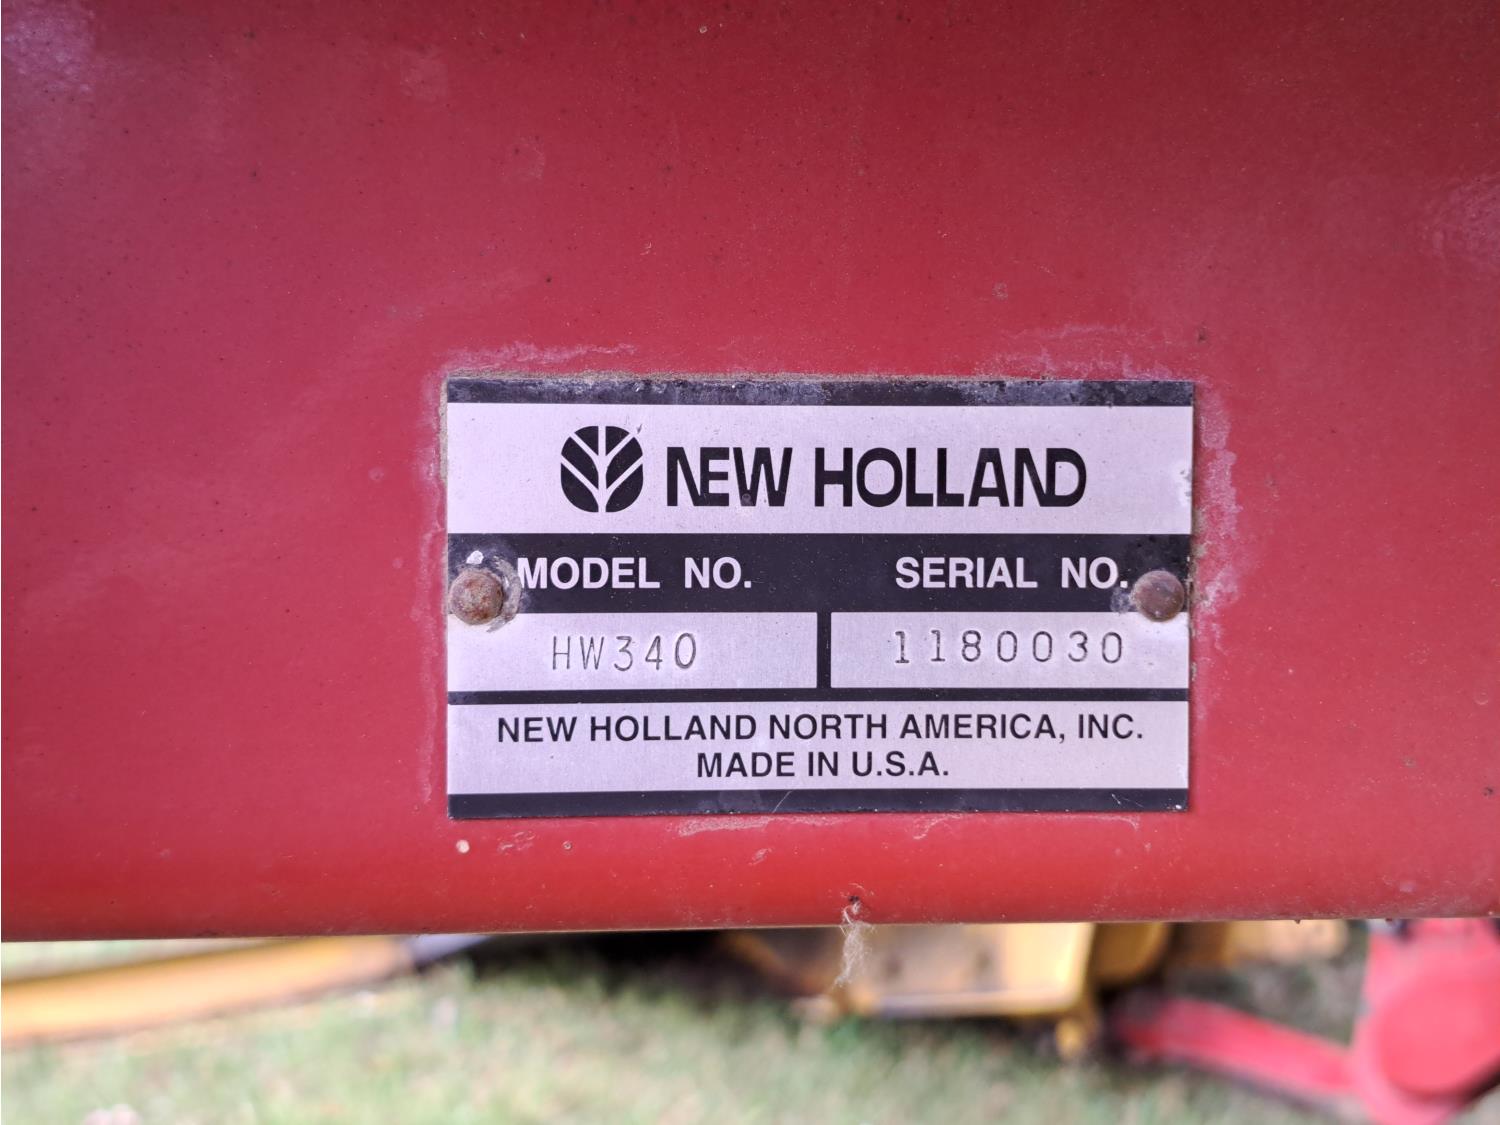 NEW HOLLAND
MODEL NO. SERIAL NO.
HW340 1180030
NEW HOLLAND NORTH AMERICA, INC.
MADE IN U.S.A.